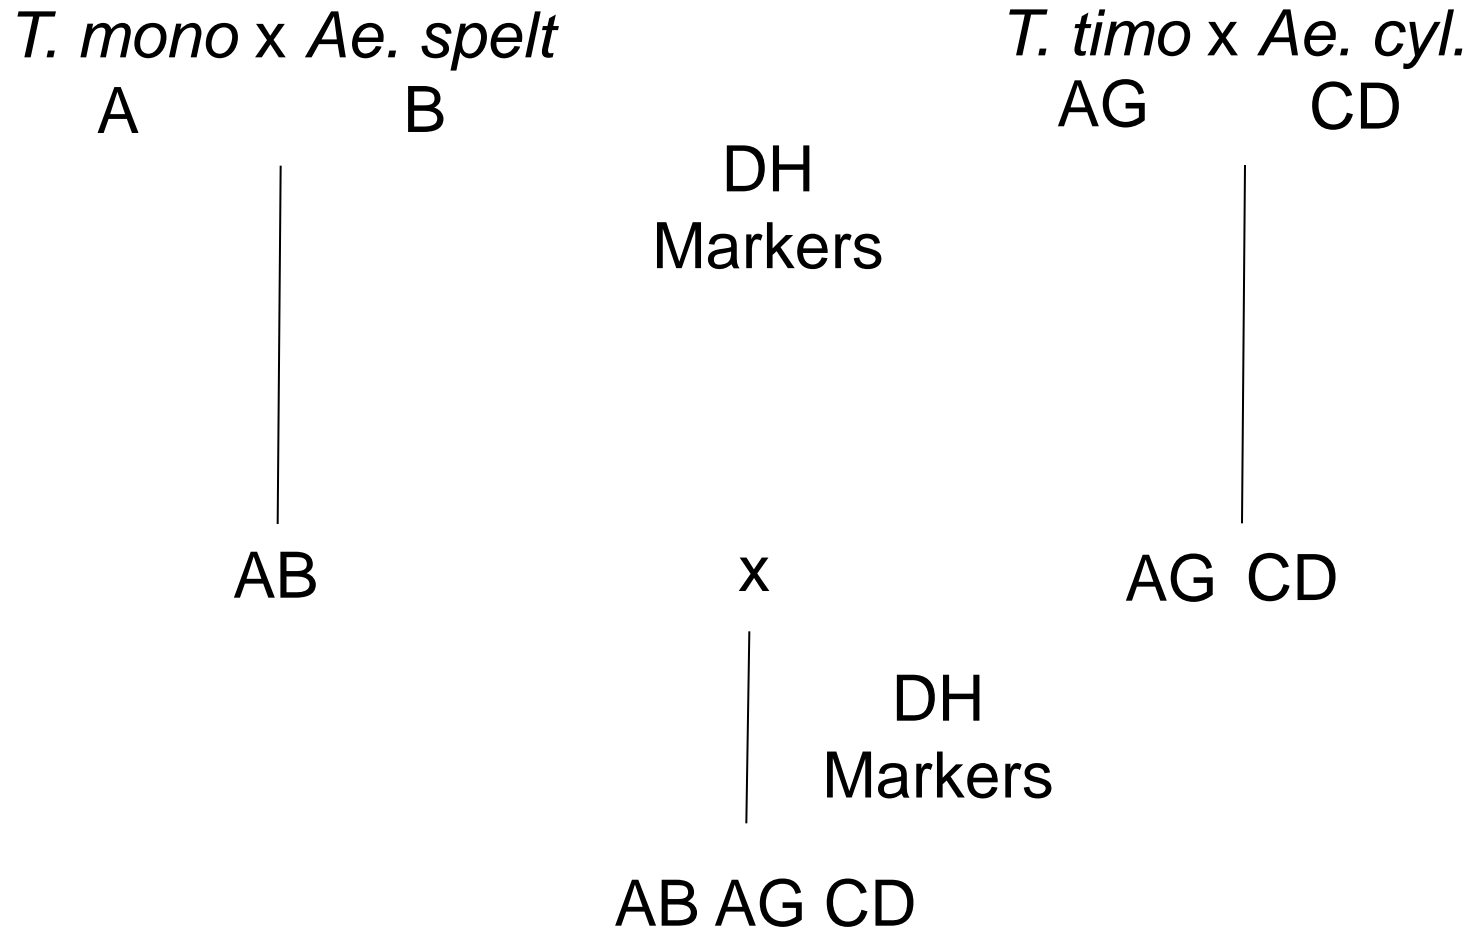 T. mono x Ae. spelt
A B
T. timo x Ae. cyl.
AG CD
DH
Markers
AB x AG CD
DH
Markers
AB AG CD